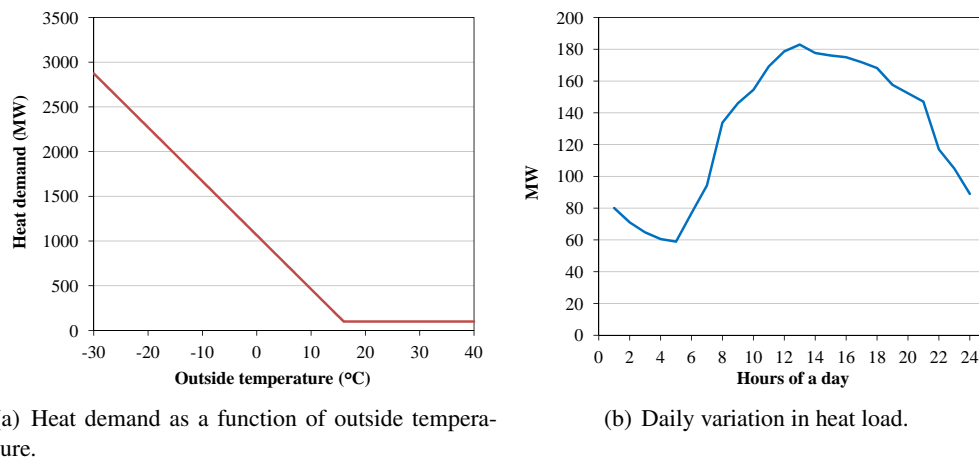 3500
3000
2500
2000
1500
1000
500
0
Heat demand (MW)
-30 -20 -10 0 10 20 30 40
Outside temperature (°C)
200
180
160
140
120
100
80
60
40
20
0
MW
0 2 4 6 8 10 12 14 16 18 20 22 24
Hours of a day
a) Heat demand as a function of outside tempera-
ure.
(b) Daily variation in heat load.